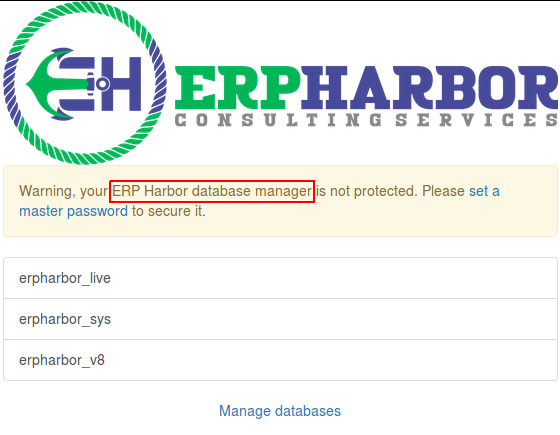 ERPHARBOR
CONSULTING SERVICES
Warning, your ERP Harbor database manager is not protected. Please set a
master password to secure it.
erpharbor_live
erpharbor_sys
erpharbor_v8
Manage databases